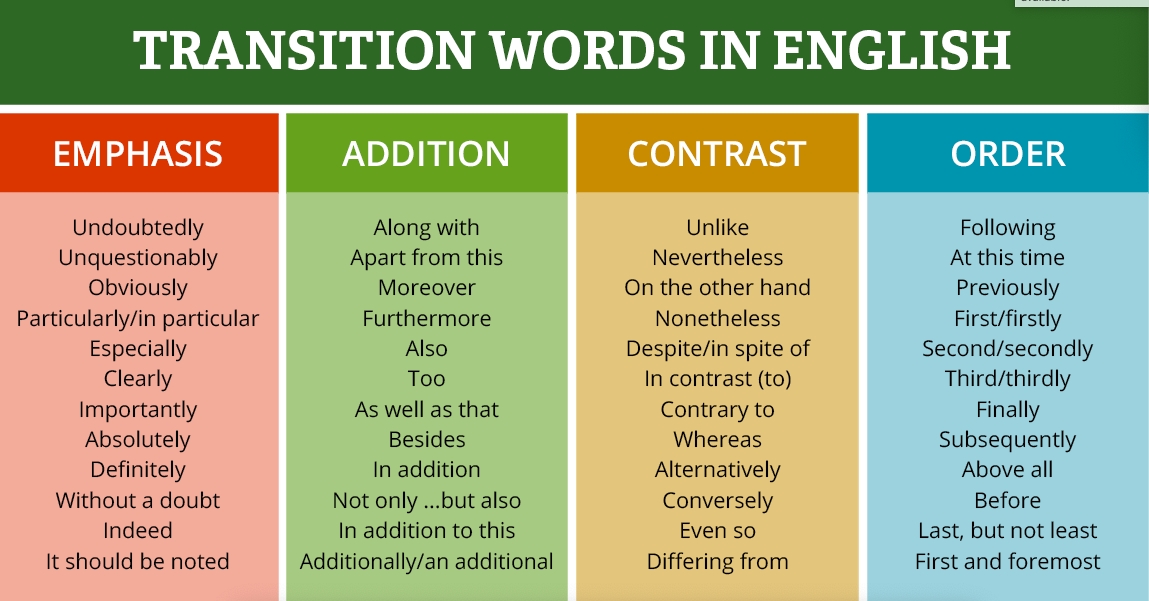 TRANSITION WORDS IN ENGLISH
EMPHASIS
Undoubtedly
Unquestionably
Obviously
Particularly/in particular
Especially
Clearly
Importantly
Absolutely
Definitely
Without a doubt
Indeed
It should be noted
ADDITION
Along with
Apart from this
Moreover
Furthermore
Also
Too
As well as that
Besides
In addition
Not only ...but also
In addition to this
Additionally/an additional
CONTRAST
Unlike
Nevertheless
On the other hand
Nonetheless
Despite/in spite of
In contrast (to)
Contrary to
Whereas
Alternatively
Conversely
Even so
Differing from
ORDER
Following
At this time
Previously
First/firstly
Second/secondly
Third/thirdly
Finally
Subsequently
Above all
Before
Last, but not least
First and foremost